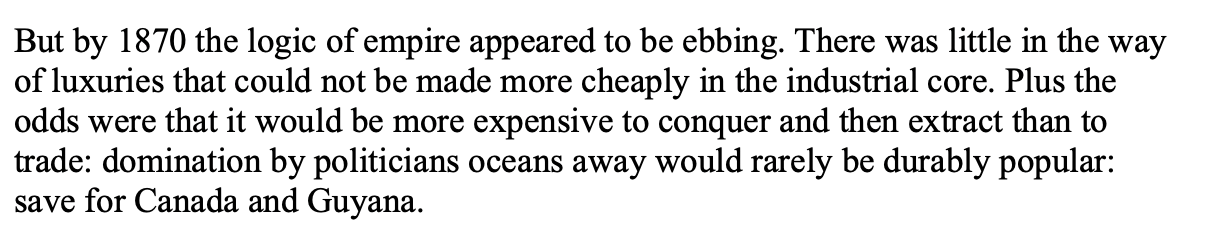 But by 1870 the logic of empire appeared to be ebbing. There was little in the way
of luxuries that could not be made more cheaply in the industrial core. Plus the
odds were that it would be more expensive to conquer and then extract than to
trade: domination by politicians oceans away would rarely be durably popular:
save for Canada and Guyana.